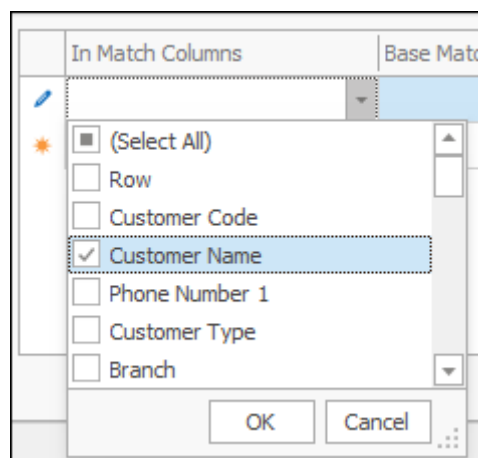 In Match Columns Base Matc
(Select All)
Row
Customer Code
Customer Name
Phone Number 1
Customer Type
Branch
OK Cancel